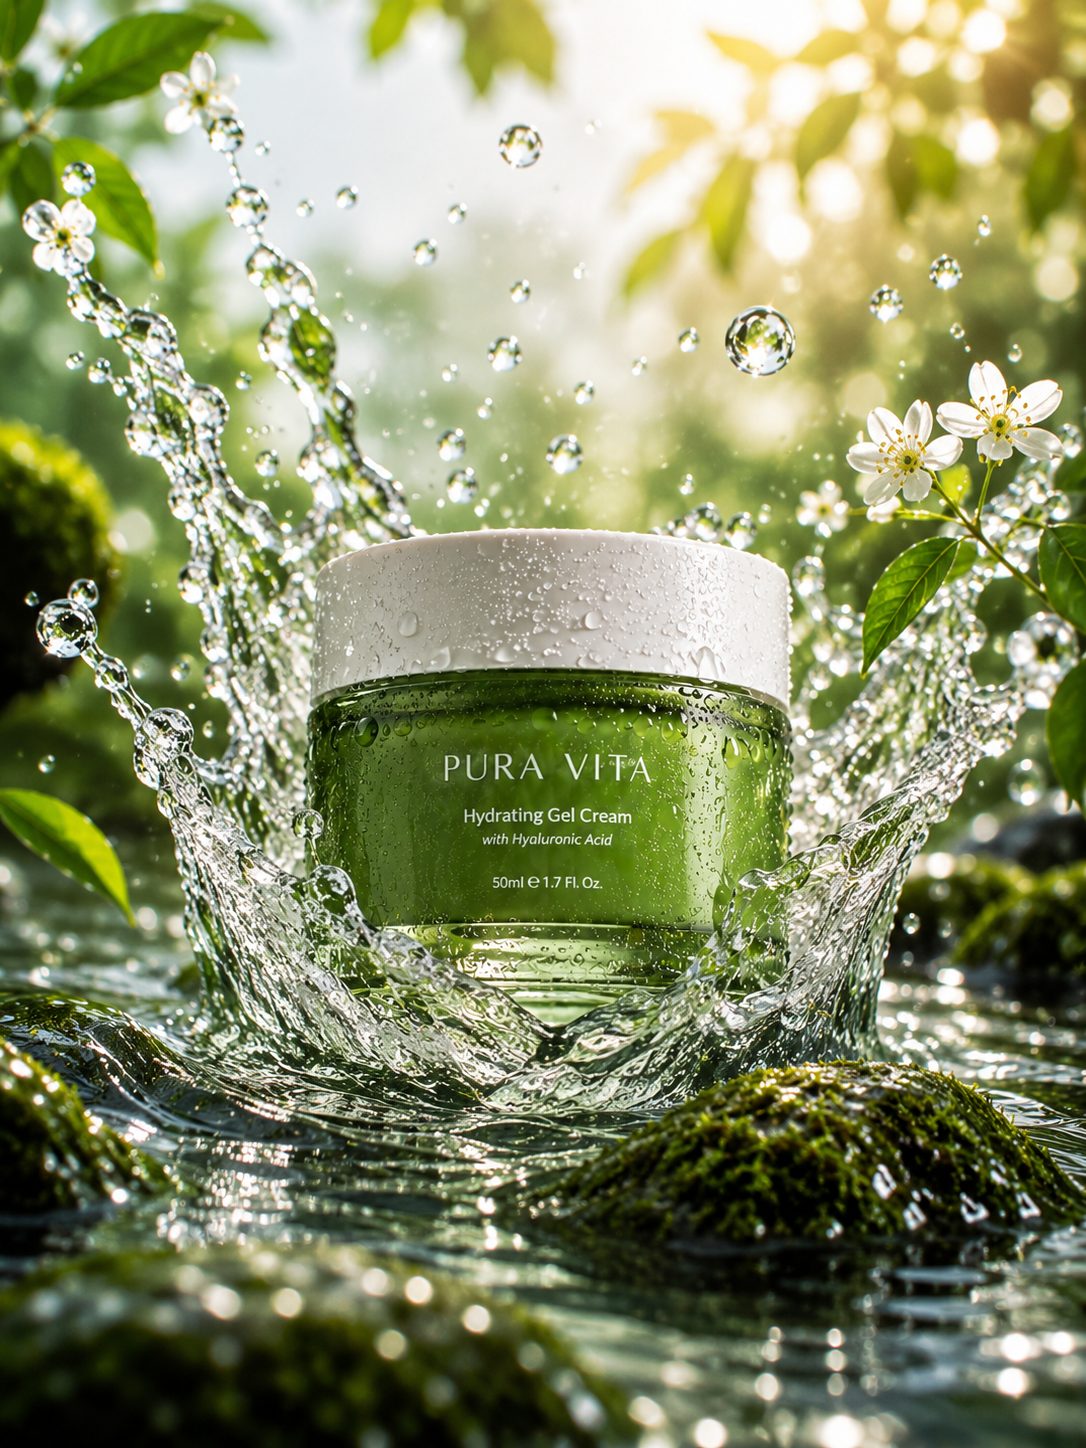 PURA VITA
Hydrating Gel Cream
with Hyaluronic Acid
50ml ℮ 1.7 Fl. Oz.